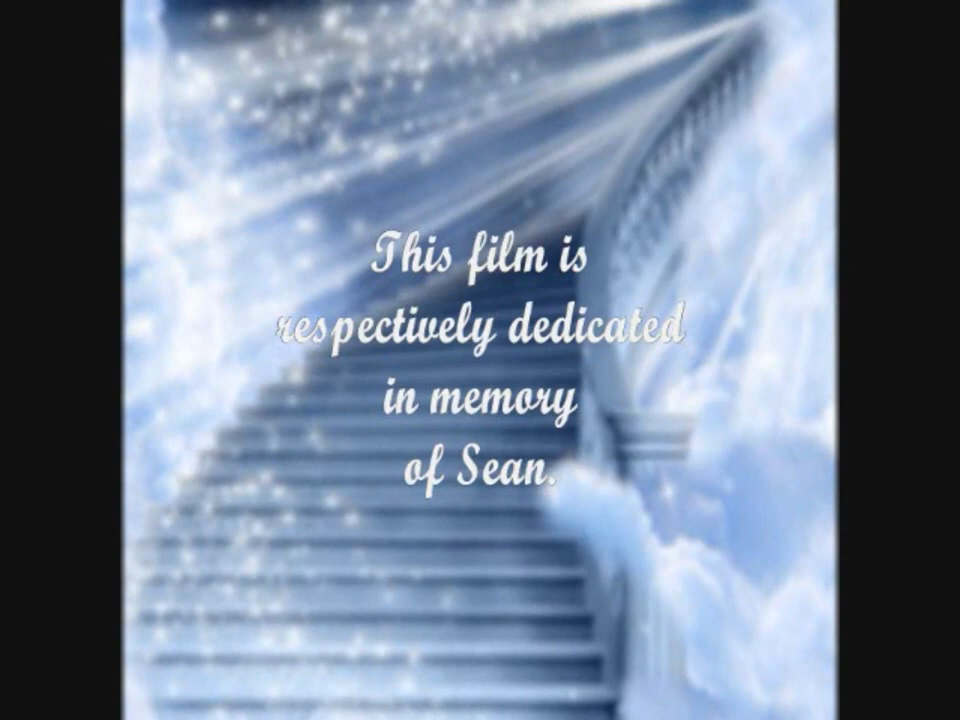 This film is
respectively dedicated
in memory
of Sean.